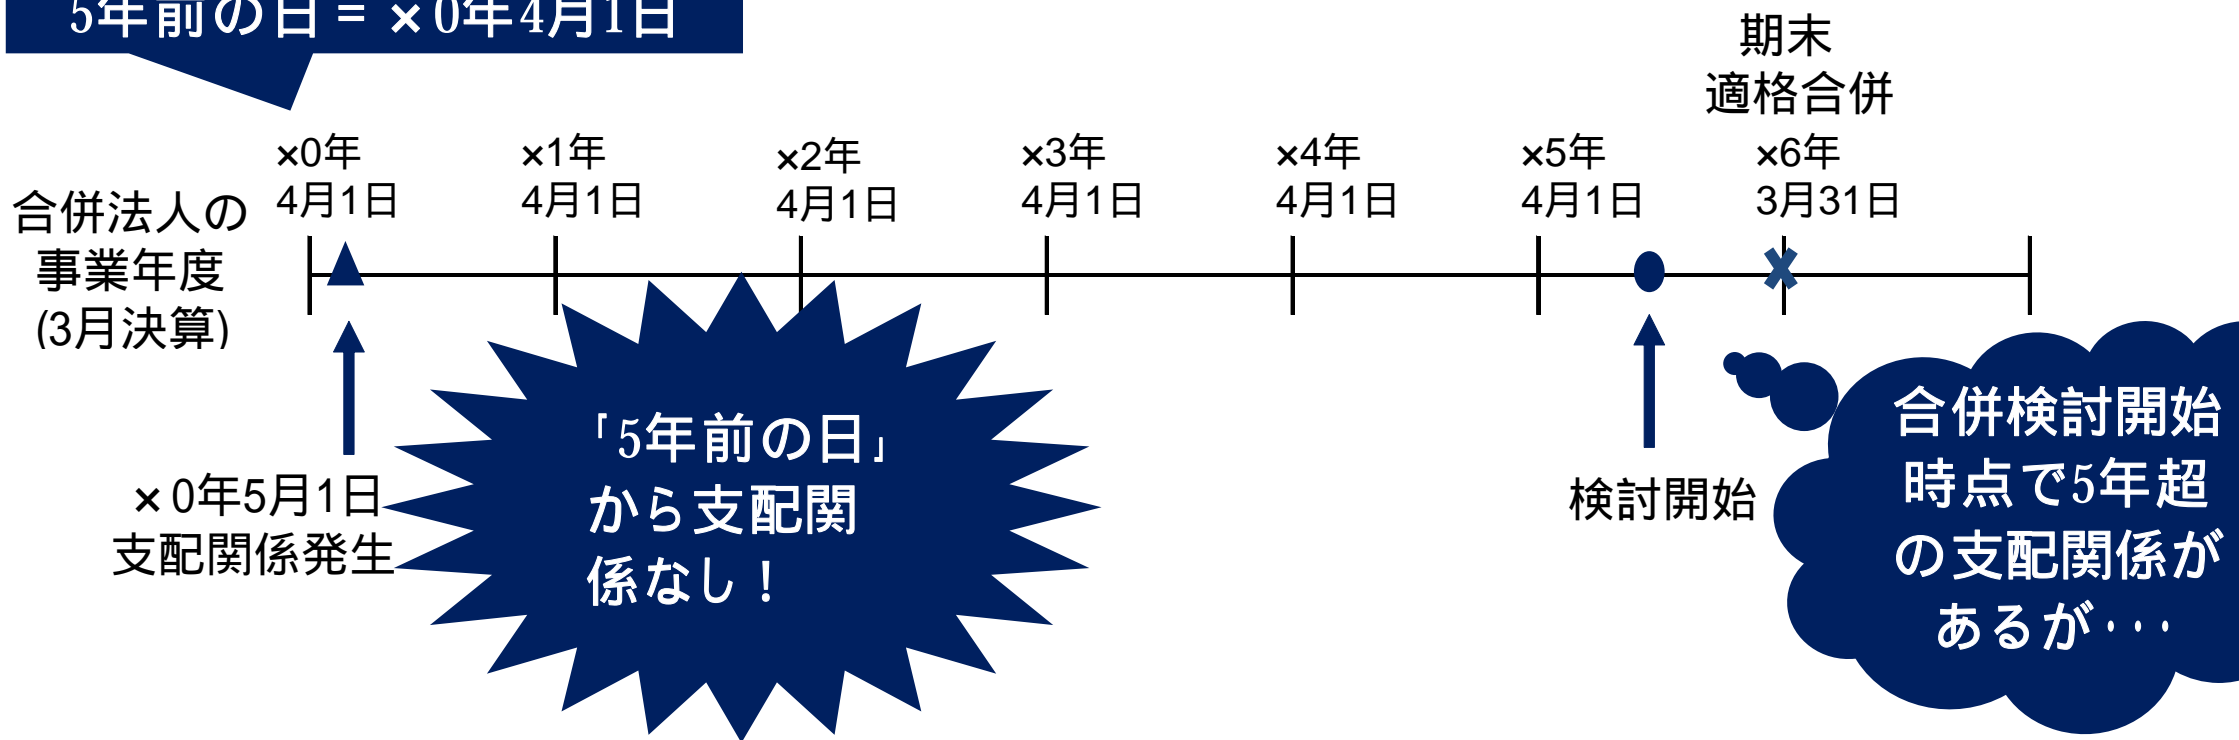 5年前の日 = ×0年4月1日
期末
適格合併
×0年
4月1日
×1年
4月1日
×2年
4月1日
×3年
4月1日
×4年
4月1日
×5年
4月1日
×6年
3月31日
合併法人の
事業年度
(3月決算)
×0年5月1日
支配関係発生
「5年前の日」
から支配関
係なし！
検討開始
合併検討開始
時点で5年超
の支配関係が
あるが・・・